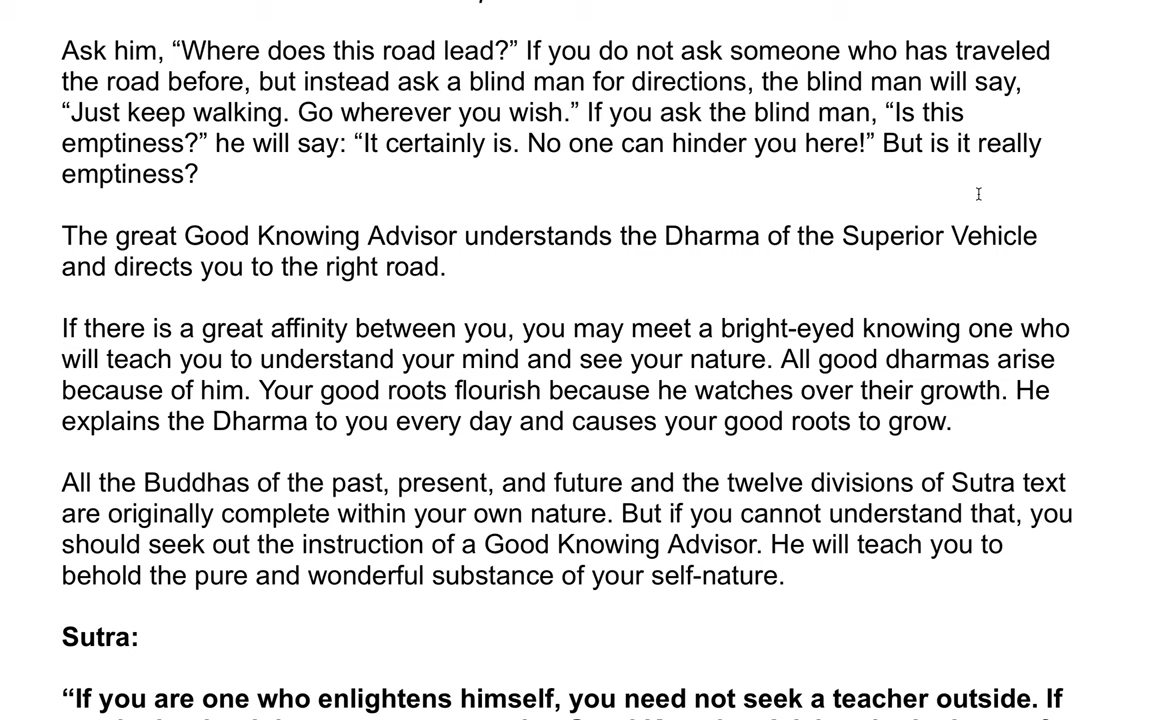 Ask him, “Where does this road lead?” If you do not ask someone who has traveled
the road before, but instead ask a blind man for directions, the blind man will say,
“Just keep walking. Go wherever you wish.” If you ask the blind man, “Is this
emptiness?” he will say: “It certainly is. No one can hinder you here!” But is it really
emptiness?
The great Good Knowing Advisor understands the Dharma of the Superior Vehicle
and directs you to the right road.
If there is a great affinity between you, you may meet a bright-eyed knowing one who
will teach you to understand your mind and see your nature. All good dharmas arise
because of him. Your good roots flourish because he watches over their growth. He
explains the Dharma to you every day and causes your good roots to grow.
All the Buddhas of the past, present, and future and the twelve divisions of Sutra text
are originally complete within your own nature. But if you cannot understand that, you
should seek out the instruction of a Good Knowing Advisor. He will teach you to
behold the pure and wonderful substance of your self-nature.
Sutra:
“If you are one who enlightens himself, you need not seek a teacher outside. If